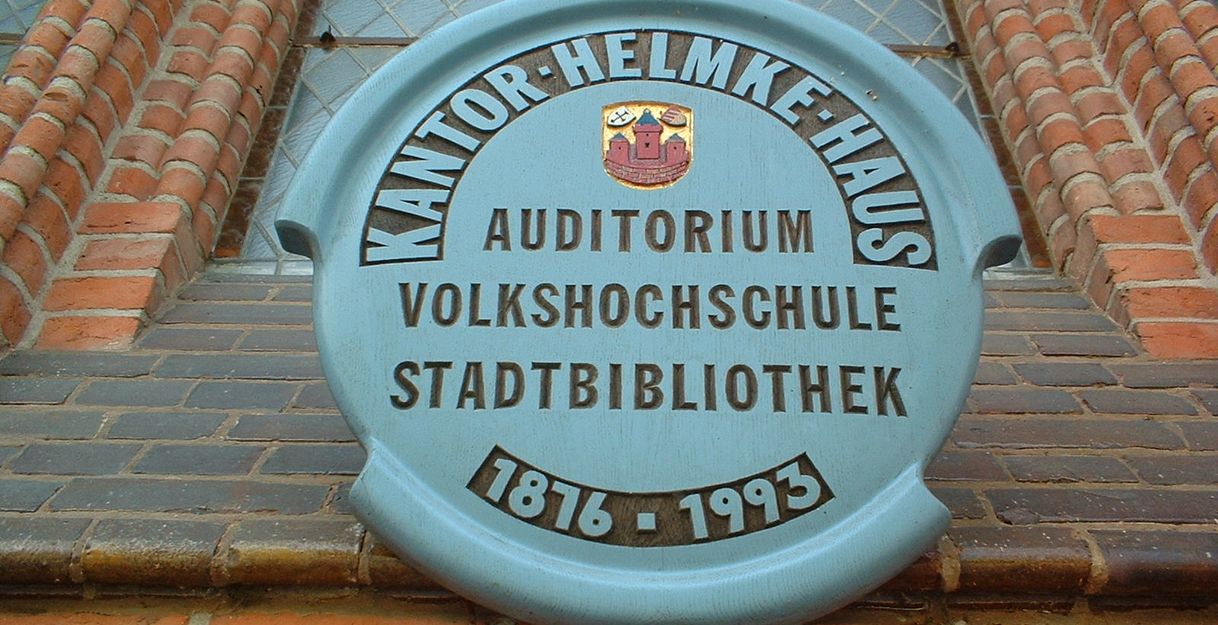 KANTOR-HELMKE-HAUS
AUDITORIUM
VOLKSHOCHSCHULE
STADTBIBLIOTHEK
1876 · 1993